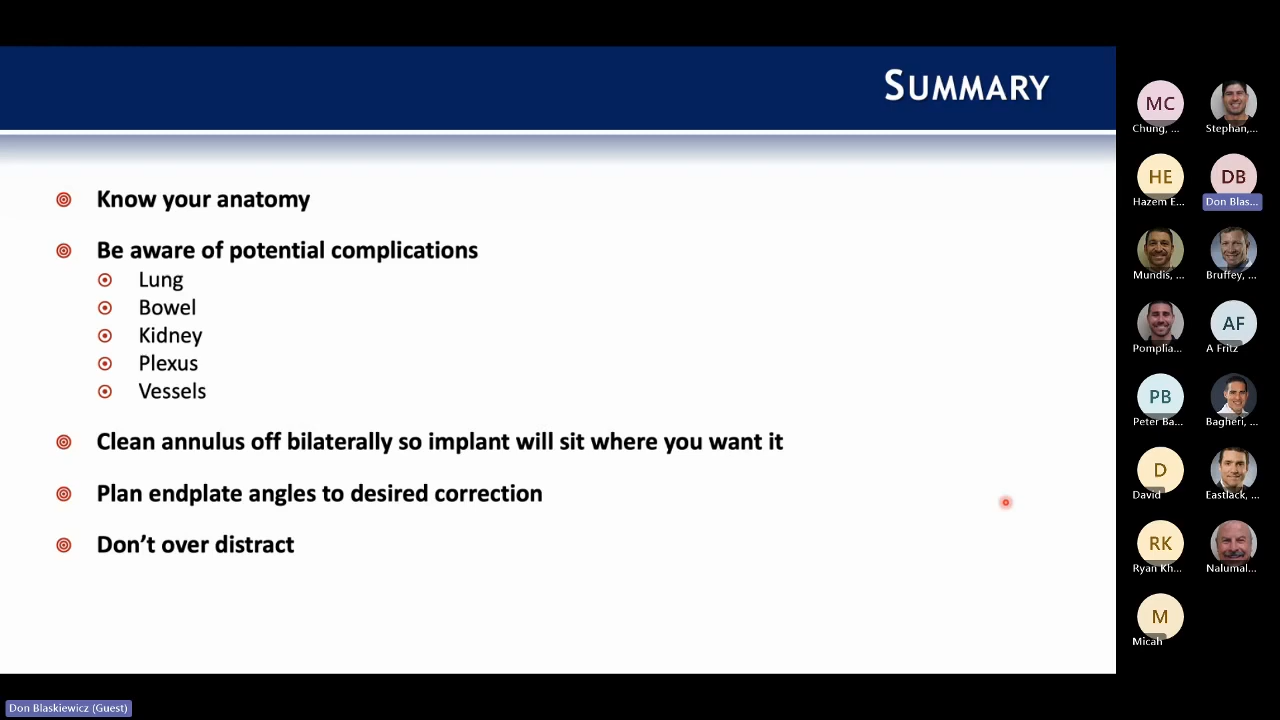 SUMMARY
Know your anatomy
Be aware of potential complications
Lung
Bowel
Kidney
Plexus
Vessels
Clean annulus off bilaterally so implant will sit where you want it
Plan endplate angles to desired correction
Don’t over distract
MC
Chung, ...
Stephan,...
HE
Hazem E...
DB
Don Blas...
Mundis, ...
Bruffey, ...
Pomplia...
AF
A Fritz
PB
Peter Ba...
Bagheri, ...
D
David
Eastlack, ...
RK
Ryan Kh...
Nalumal...
M
Micah
Don Blaskiewicz (Guest)